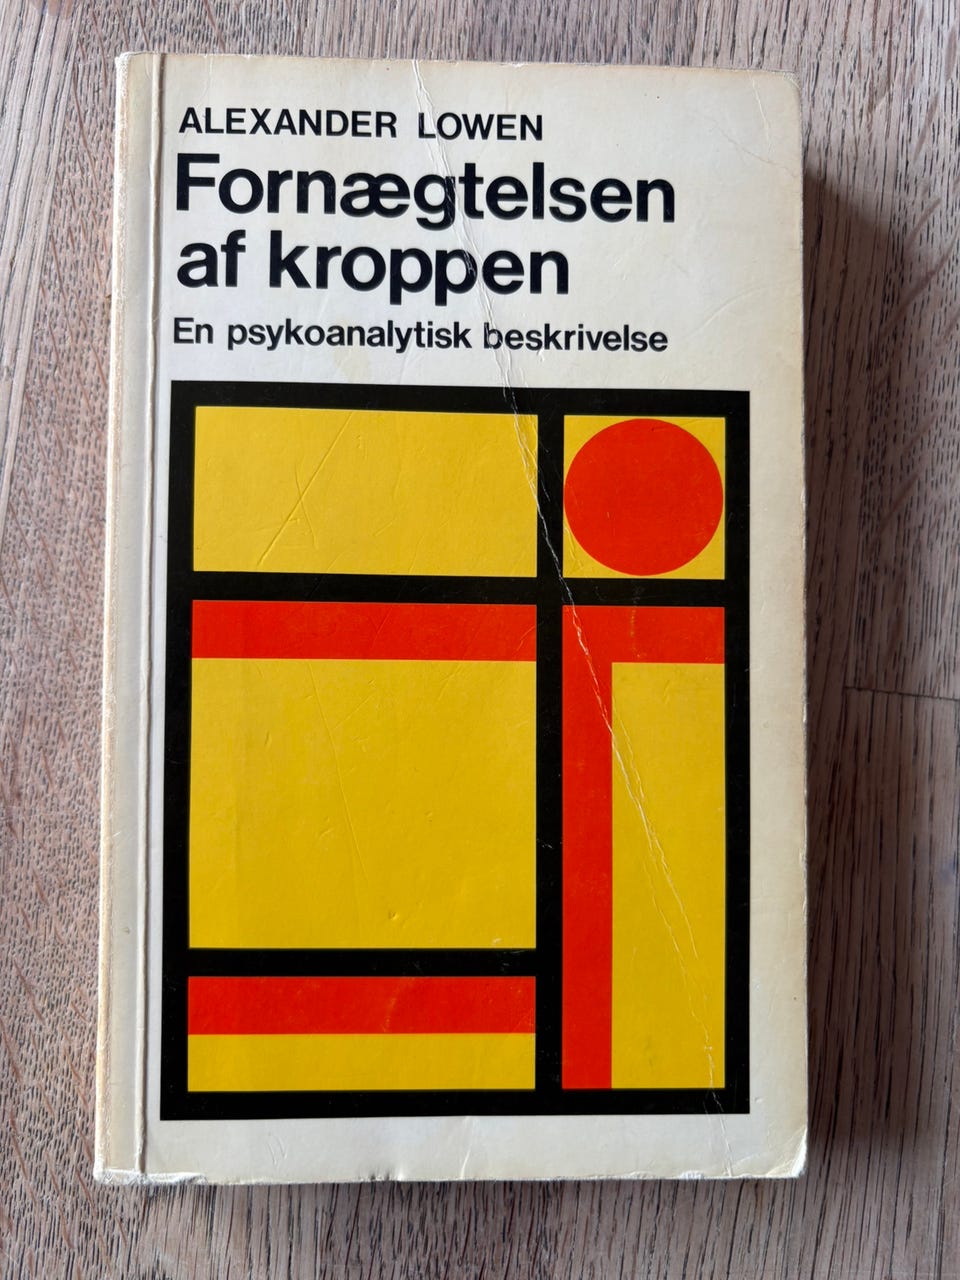 ALEXANDER LOWEN
Fornægtelsen
af kroppen
En psykoanalytisk beskrivelse